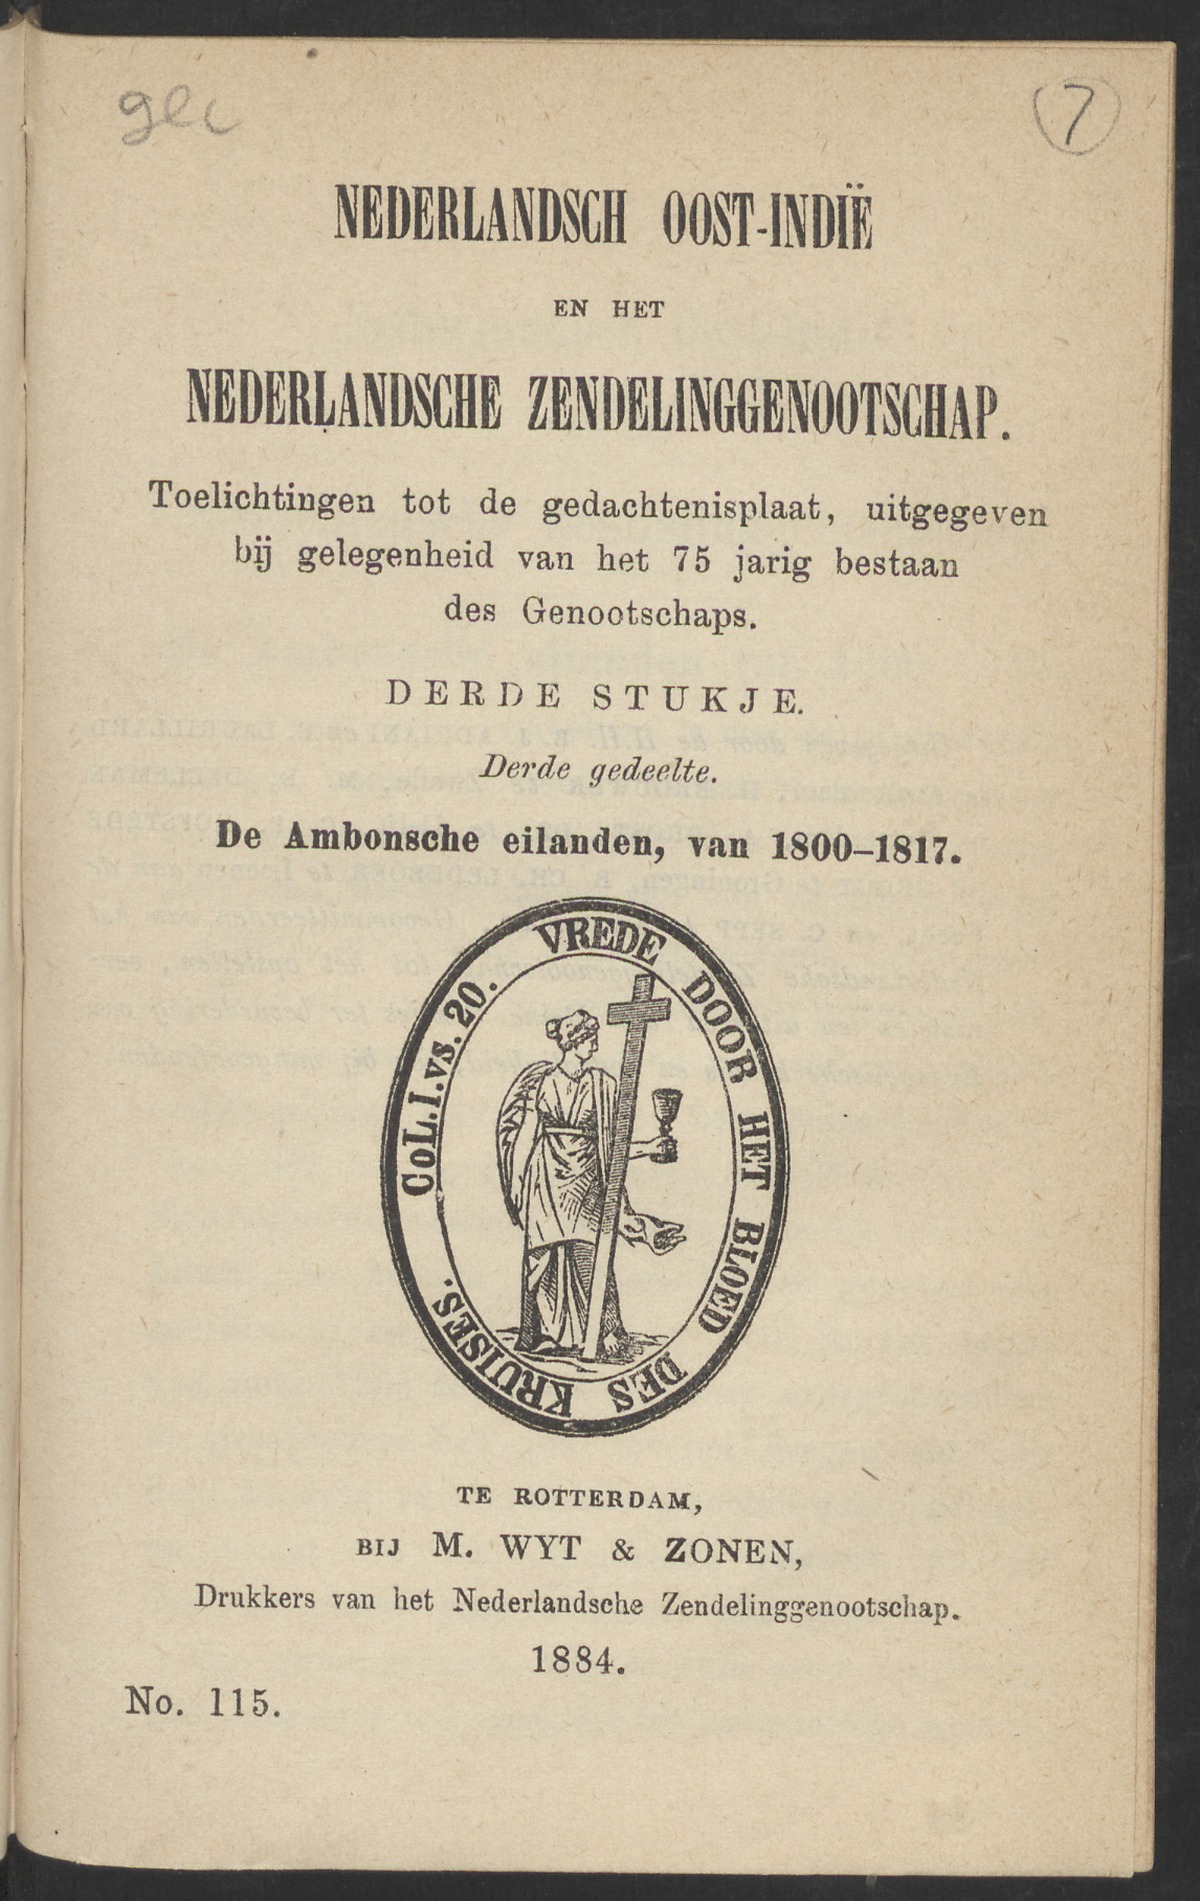 gec
7
NEDERLANDSCH OOST-INDIË
EN HET
NEDERLANDSCHE ZENDELINGGENOOTSCHAP.
Toelichtingen tot de gedachtenisplaat, uitgegeven
bij gelegenheid van het 75 jarig bestaan
des Genootschaps.
DERDE STUKJE.
Derde gedeelte.
De Ambonsche eilanden, van 1800–1817.
VREDE DOOR HET BLOED DES KRUISES.
CoL.I.vs.20.
TE ROTTERDAM,
BIJ M. WYT & ZONEN,
Drukkers van het Nederlandsche Zendelinggenootschap.
1884.
No. 115.